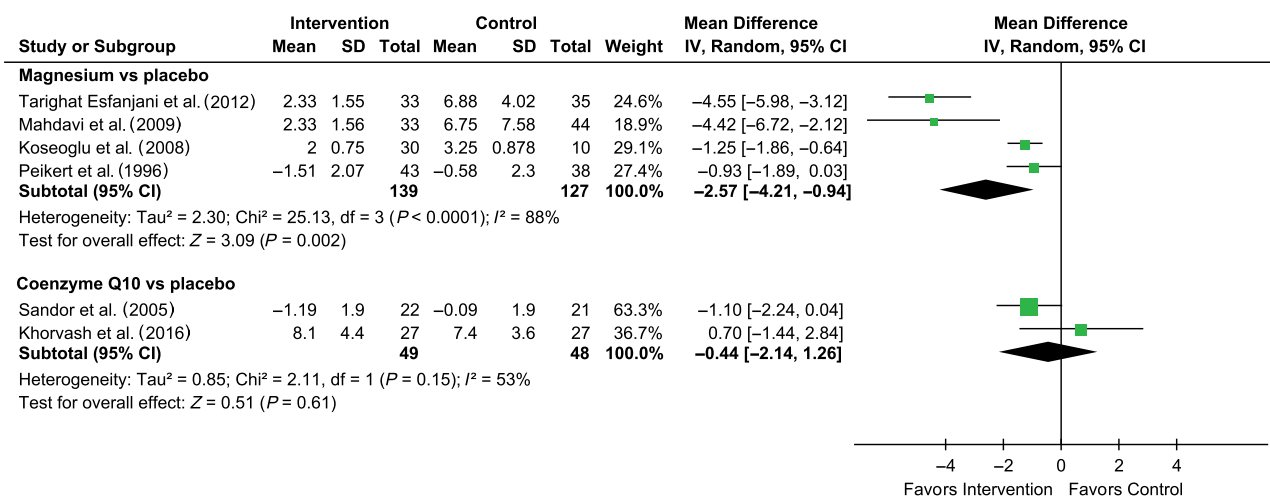 Intervention Control Mean Difference Mean Difference
Study or Subgroup Mean SD Total Mean SD Total Weight IV, Random, 95% CI IV, Random, 95% CI
Magnesium vs placebo
Tarighat Esfanjani et al. (2012) 2.33 1.55 33 6.88 4.02 35 24.6% −4.55 [−5.98, −3.12]
Mahdavi et al. (2009) 2.33 1.56 33 6.75 7.58 44 18.9% −4.42 [−6.72, −2.12]
Koseoglu et al. (2008) 2 0.75 30 3.25 0.878 10 29.1% −1.25 [−1.86, −0.64]
Peikert et al. (1996) −1.51 2.07 43 −0.58 2.3 38 27.4% −0.93 [−1.89, 0.03]
Subtotal (95% CI) 139 127 100.0% −2.57 [−4.21, −0.94]
Heterogeneity: Tau² = 2.30; Chi² = 25.13, df = 3 (P < 0.0001); I² = 88%
Test for overall effect: Z = 3.09 (P = 0.002)
Coenzyme Q10 vs placebo
Sandor et al. (2005) −1.19 1.9 22 −0.09 1.9 21 63.3% −1.10 [−2.24, 0.04]
Khorvash et al. (2016) 8.1 4.4 27 7.4 3.6 27 36.7% 0.70 [−1.44, 2.84]
Subtotal (95% CI) 49 48 100.0% −0.44 [−2.14, 1.26]
Heterogeneity: Tau² = 0.85; Chi² = 2.11, df = 1 (P = 0.15); I² = 53%
Test for overall effect: Z = 0.51 (P = 0.61)
−4 −2 0 2 4
Favors Intervention Favors Control